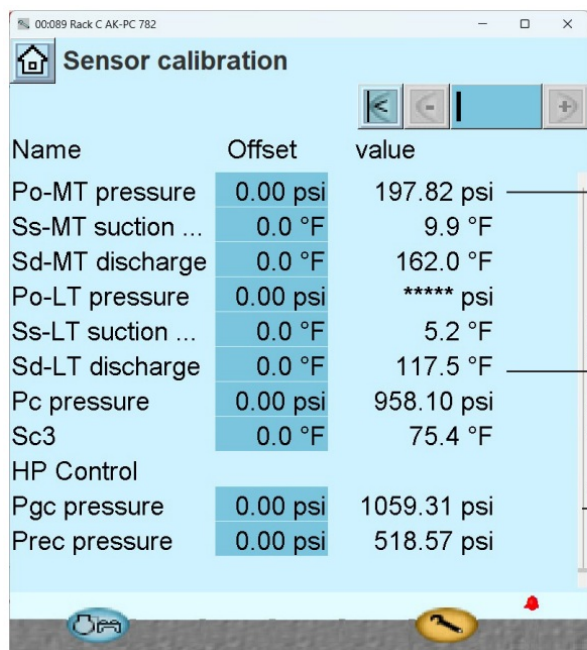 00:089 Rack C AK-PC 782
Sensor calibration
Name Offset value
Po-MT pressure 0.00 psi 197.82 psi
Ss-MT suction ... 0.0 °F 9.9 °F
Sd-MT discharge 0.0 °F 162.0 °F
Po-LT pressure 0.00 psi ***** psi
Ss-LT suction ... 0.0 °F 5.2 °F
Sd-LT discharge 0.0 °F 117.5 °F
Pc pressure 0.00 psi 958.10 psi
Sc3 0.0 °F 75.4 °F
HP Control
Pgc pressure 0.00 psi 1059.31 psi
Prec pressure 0.00 psi 518.57 psi